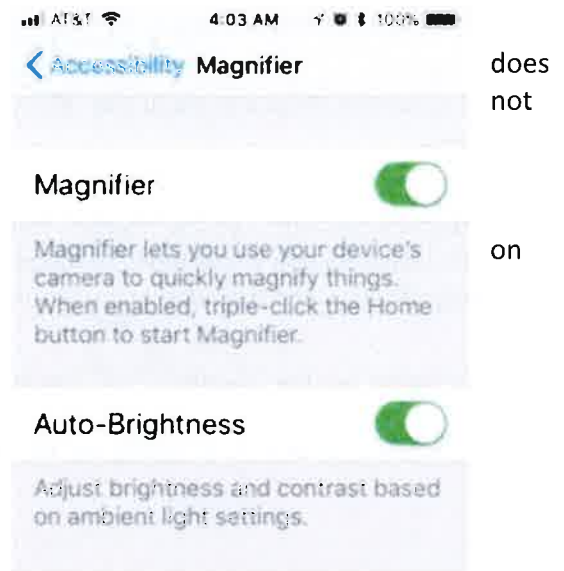 AT&T 4:03 AM 100%
Accessibility Magnifier
does
not
Magnifier
Magnifier lets you use your device's
camera to quickly magnify things.
When enabled, triple-click the Home
button to start Magnifier.
on
Auto-Brightness
Adjust brightness and contrast based
on ambient light settings.